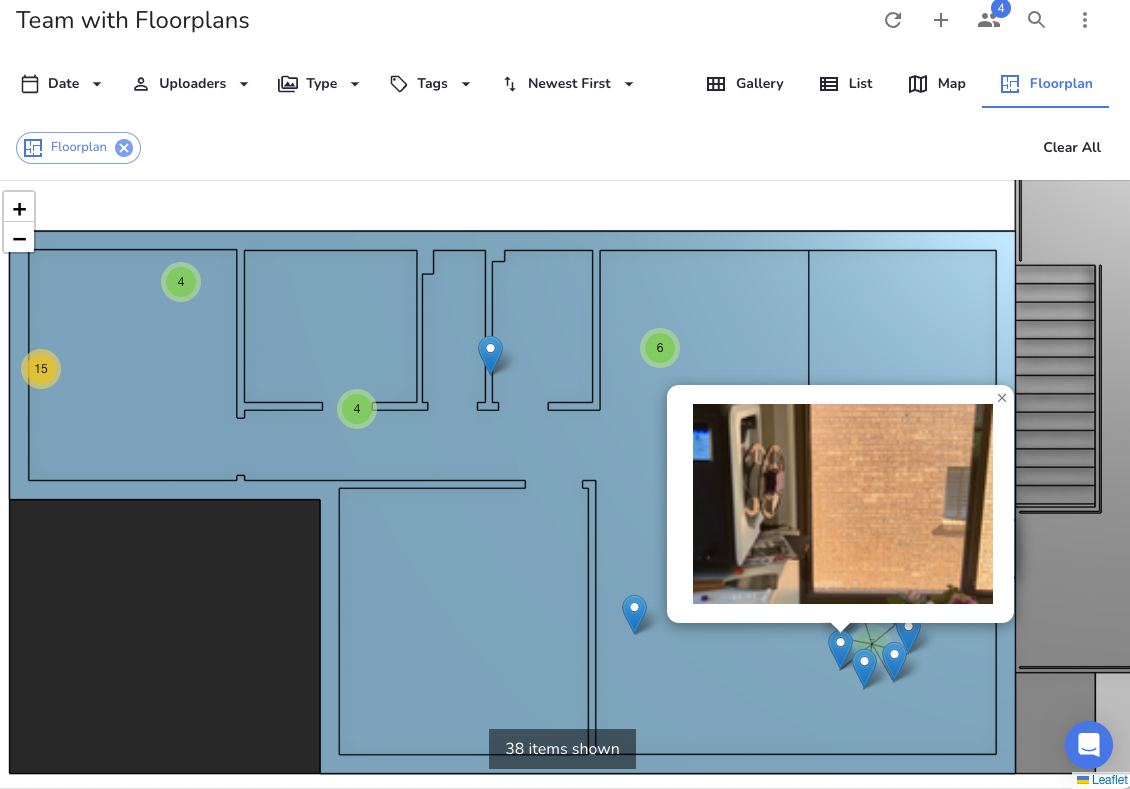 Team with Floorplans
4
Date
Uploaders
Type
Tags
Newest First
Gallery
List
Map
Floorplan
Floorplan
Clear All
+
−
4
15
4
6
×
38 items shown
Leaflet